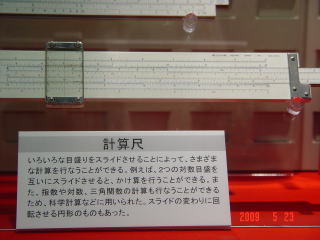 計算尺
いろいろな目盛りをスライドさせることによって、さまざま
な計算を行なうことができる。例えば、2つの対数目盛を
互いにスライドさせると、かけ算を行うことができる。ま
た、指数や対数、三角関数の計算も行なうことができる
ため、科学計算などに用いられた。スライドの変わりに回
転させる円形のものもあった。
2009 5 23